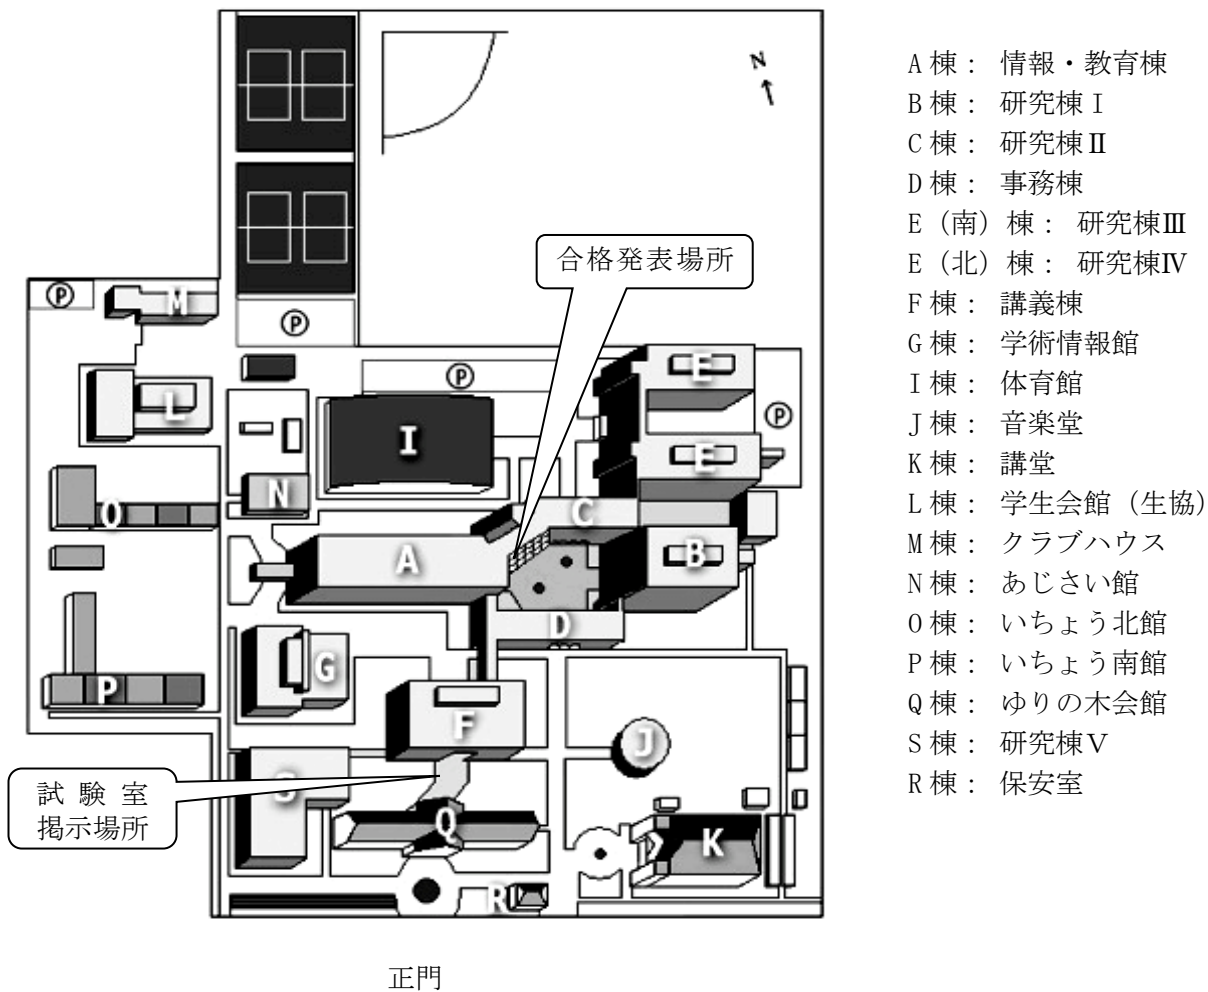 N
合格発表場所
Ⓟ
M
Ⓟ
Ⓟ
E
Ⓟ
L
I
E
N
O
C
A
B
D
G
P
F
J
S
試験室
掲示場所
Q
K
R
正門
A棟： 情報・教育棟
B棟： 研究棟Ⅰ
C棟： 研究棟Ⅱ
D棟： 事務棟
E（南）棟： 研究棟Ⅲ
E（北）棟： 研究棟Ⅳ
F棟： 講義棟
G棟： 学術情報館
I棟： 体育館
J棟： 音楽堂
K棟： 講堂
L棟： 学生会館（生協）
M棟： クラブハウス
N棟： あじさい館
O棟： いちょう北館
P棟： いちょう南館
Q棟： ゆりの木会館
S棟： 研究棟Ⅴ
R棟： 保安室